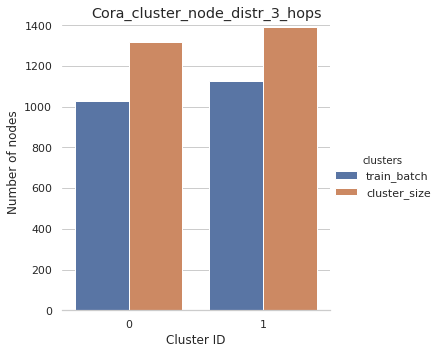 Cora_cluster_node_distr_3_hops
1400
1200
1000
800
600
400
200
0
Number of nodes
0 1
Cluster ID
clusters
train_batch
cluster_size